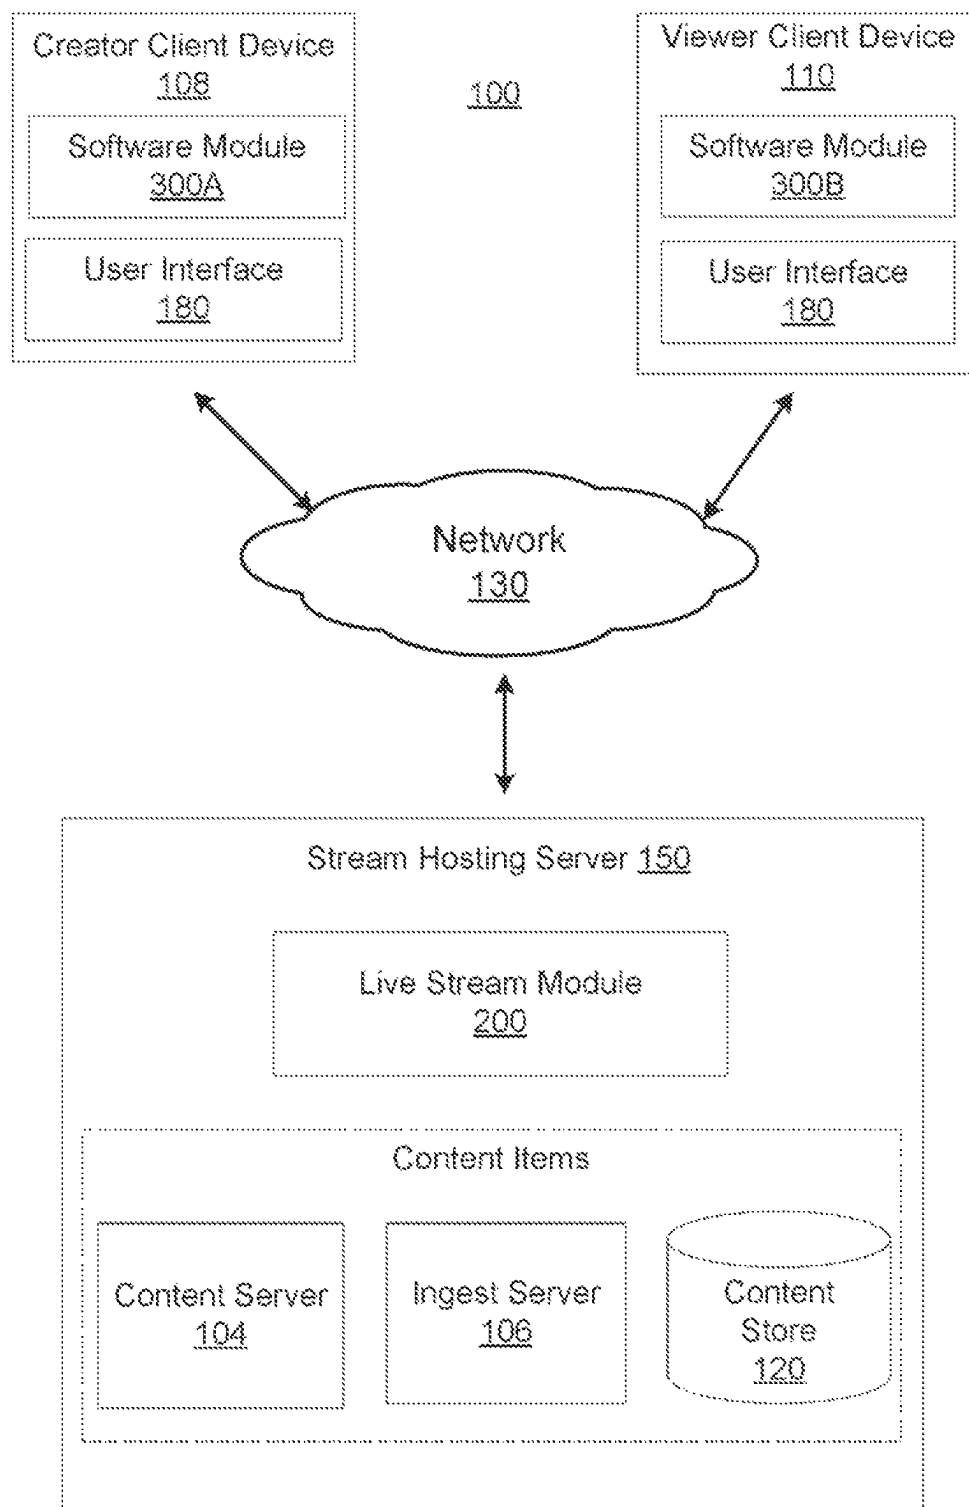 Creator Client Device
108
Software Module
300A
User Interface
180
100
Viewer Client Device
110
Software Module
300B
User Interface
180
Network
130
Stream Hosting Server 150
Live Stream Module
200
Content Items
Content Server
104
Ingest Server
106
Content
Store
120